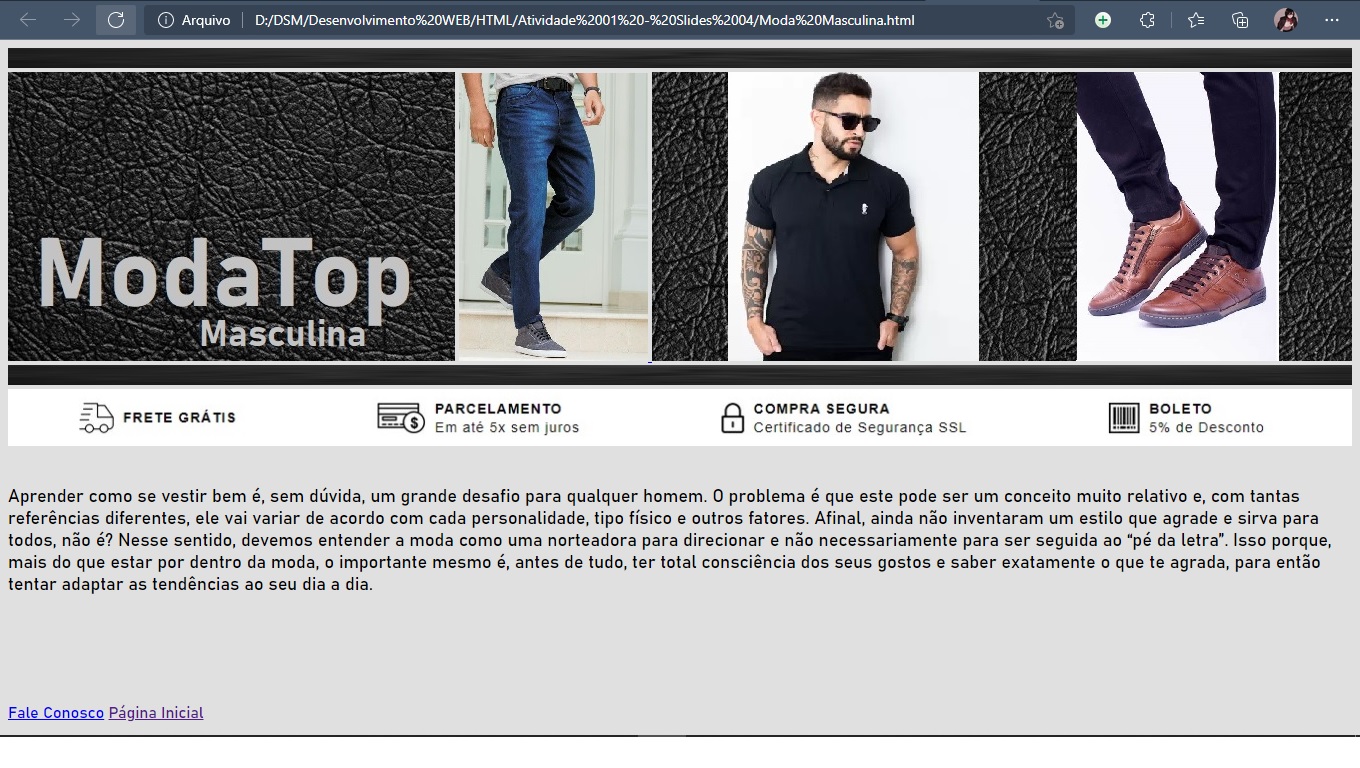 Arquivo
D:/DSM/Desenvolvimento%20WEB/HTML/Atividade%2001%20-%20Slides%2004/Moda%20Masculina.html
ModaTop
Masculina
FRETE GRÁTIS
PARCELAMENTO
Em até 5x sem juros
COMPRA SEGURA
Certificado de Segurança SSL
BOLETO
5% de Desconto
Aprender como se vestir bem é, sem dúvida, um grande desafio para qualquer homem. O problema é que este pode ser um conceito muito relativo e, com tantas
referências diferentes, ele vai variar de acordo com cada personalidade, tipo físico e outros fatores. Afinal, ainda não inventaram um estilo que agrade e sirva para
todos, não é? Nesse sentido, devemos entender a moda como uma norteadora para direcionar e não necessariamente para ser seguida ao “pé da letra”. Isso porque,
mais do que estar por dentro da moda, o importante mesmo é, antes de tudo, ter total consciência dos seus gostos e saber exatamente o que te agrada, para então
tentar adaptar as tendências ao seu dia a dia.
Fale Conosco Página Inicial